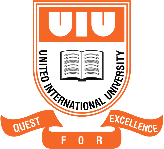 UIU
UNITED INTERNATIONAL UNIVERSITY
QUEST
FOR
EXCELLENCE